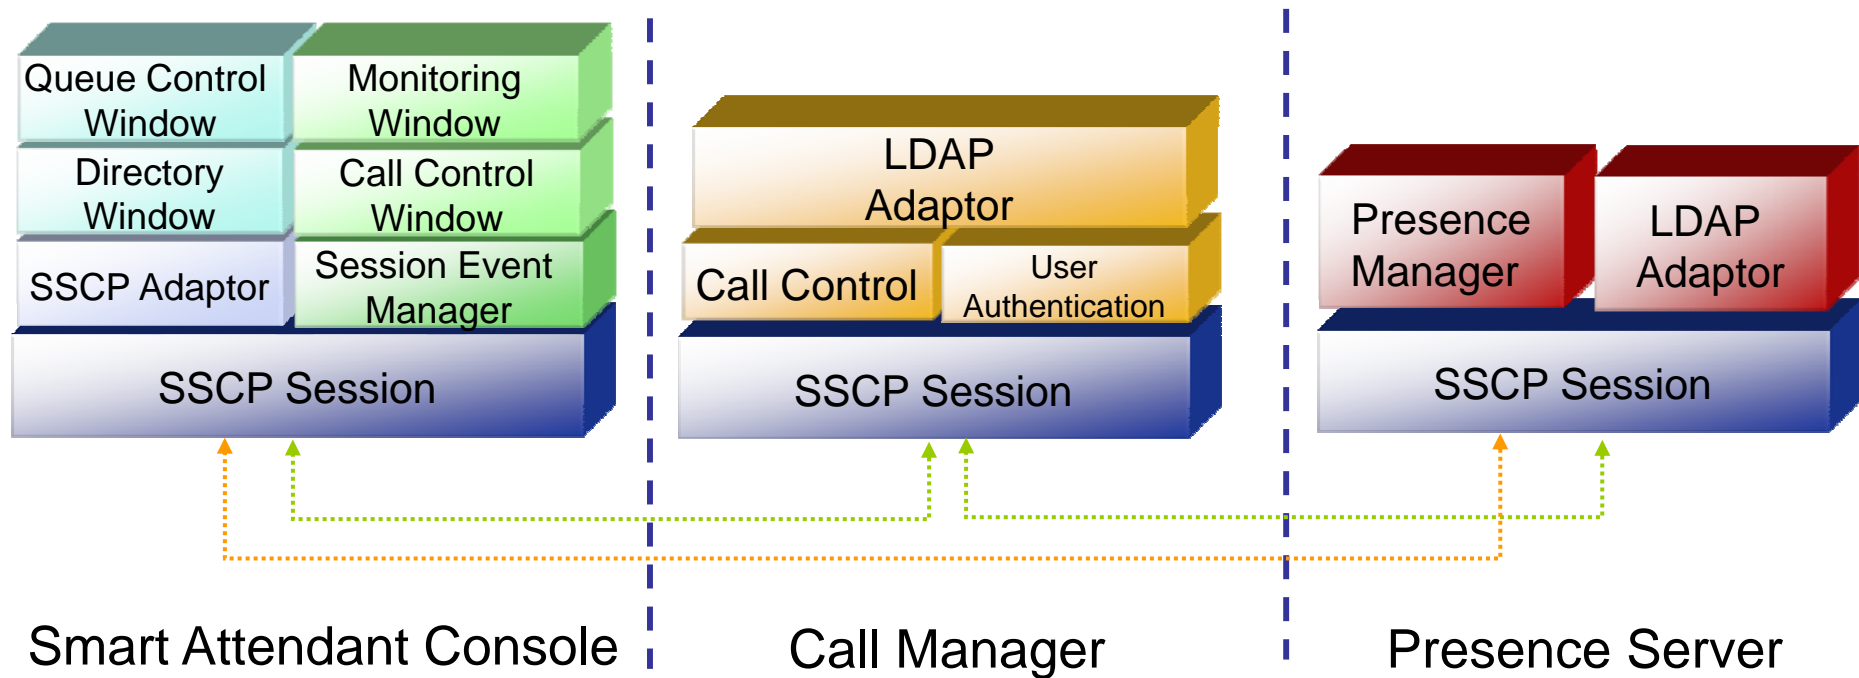 Queue Control
Window
Monitoring
Window
Directory
Window
Call Control
Window
SSCP Adaptor
Session Event
Manager
SSCP Session
LDAP
Adaptor
Call Control
User
Authentication
SSCP Session
Presence
Manager
LDAP
Adaptor
SSCP Session
Smart Attendant Console
Call Manager
Presence Server